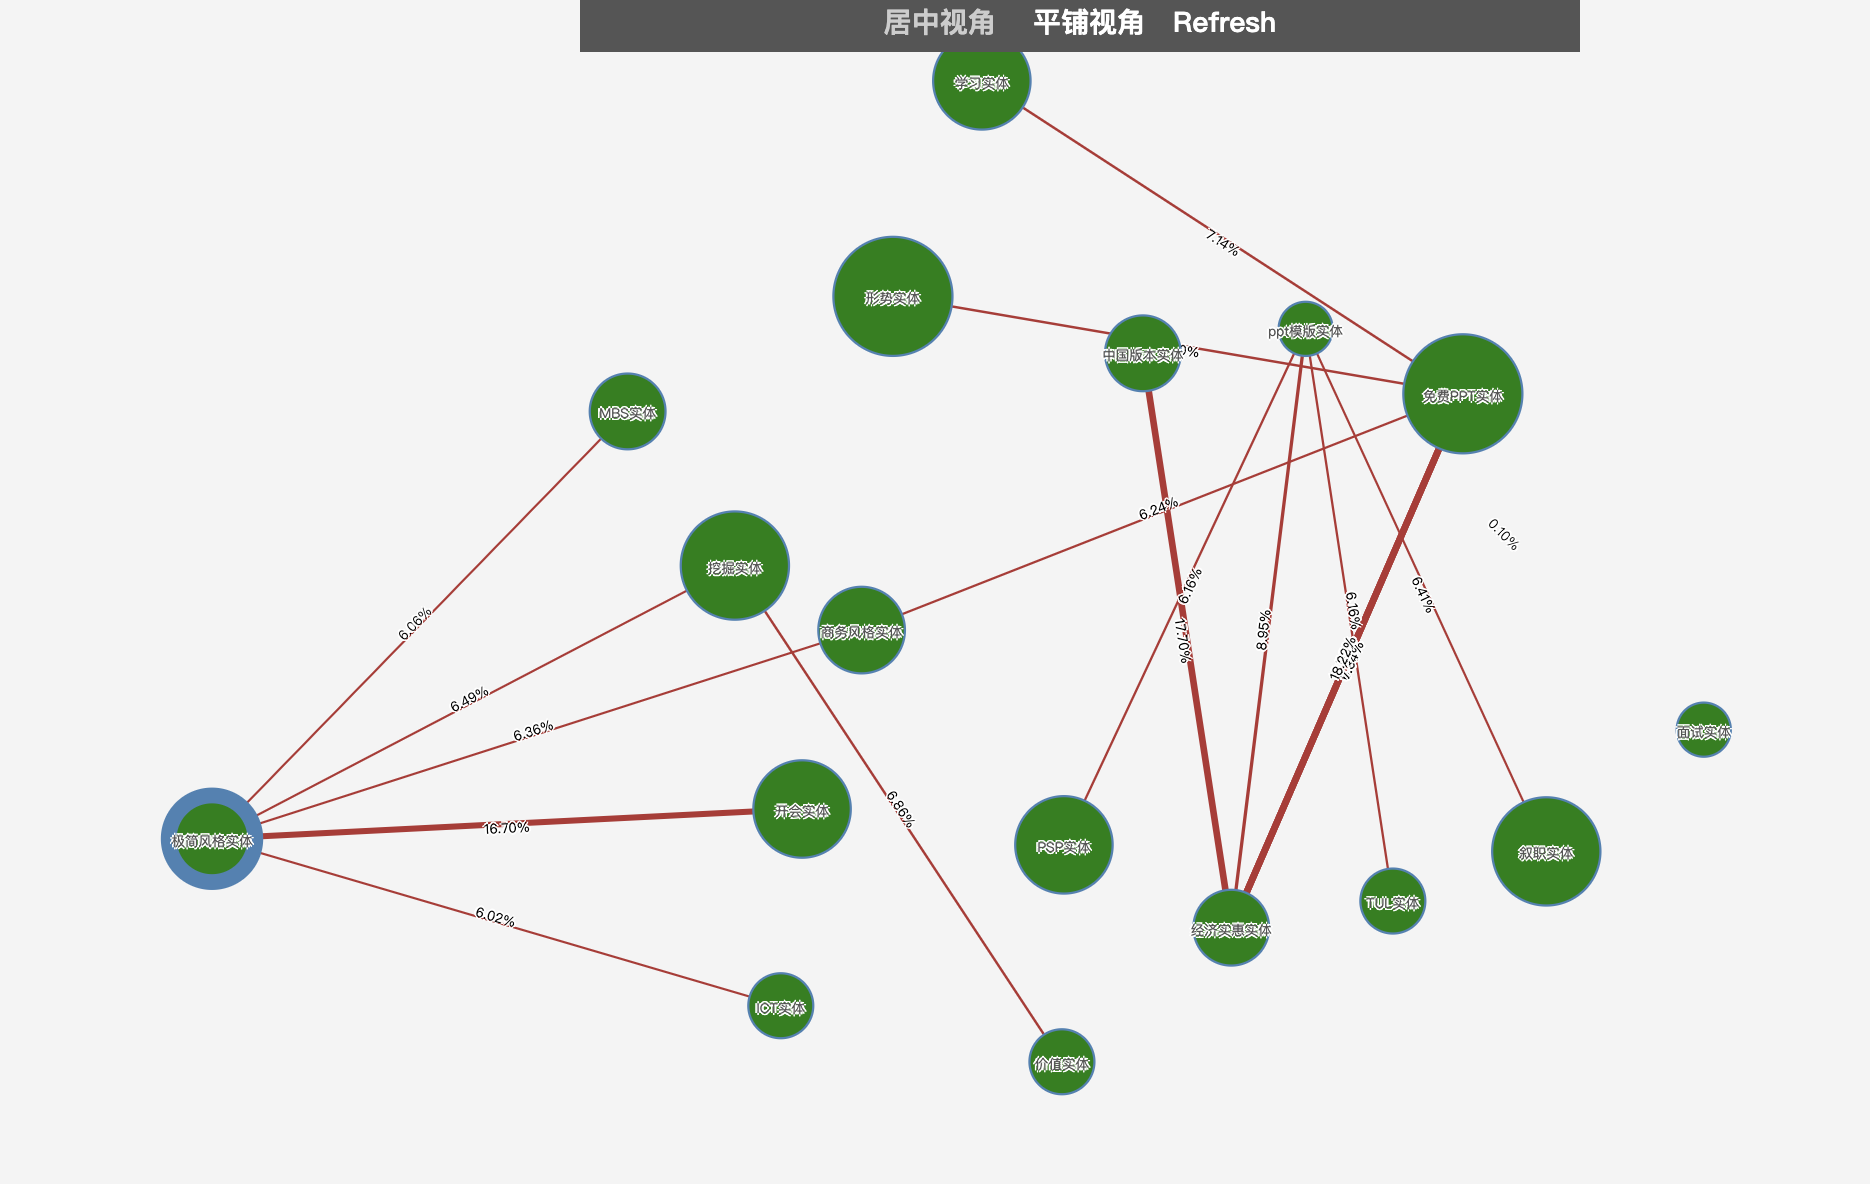 居中视角 平铺视角 Refresh
学习实体
7.14%
形势实体
ppt模版实体
中国版本实体
0%
免费PPT实体
MBS实体
6.24%
0.10%
挖掘实体
6.16%
6.41%
6.16%
商务风格实体
6.06%
8.95%
17.70%
18.22%
6.49%
6.36%
面试实体
开会实体
6.86%
16.70%
极简风格实体
PSP实体
叙职实体
TUL实体
6.02%
经济实惠实体
ICT实体
价值实体